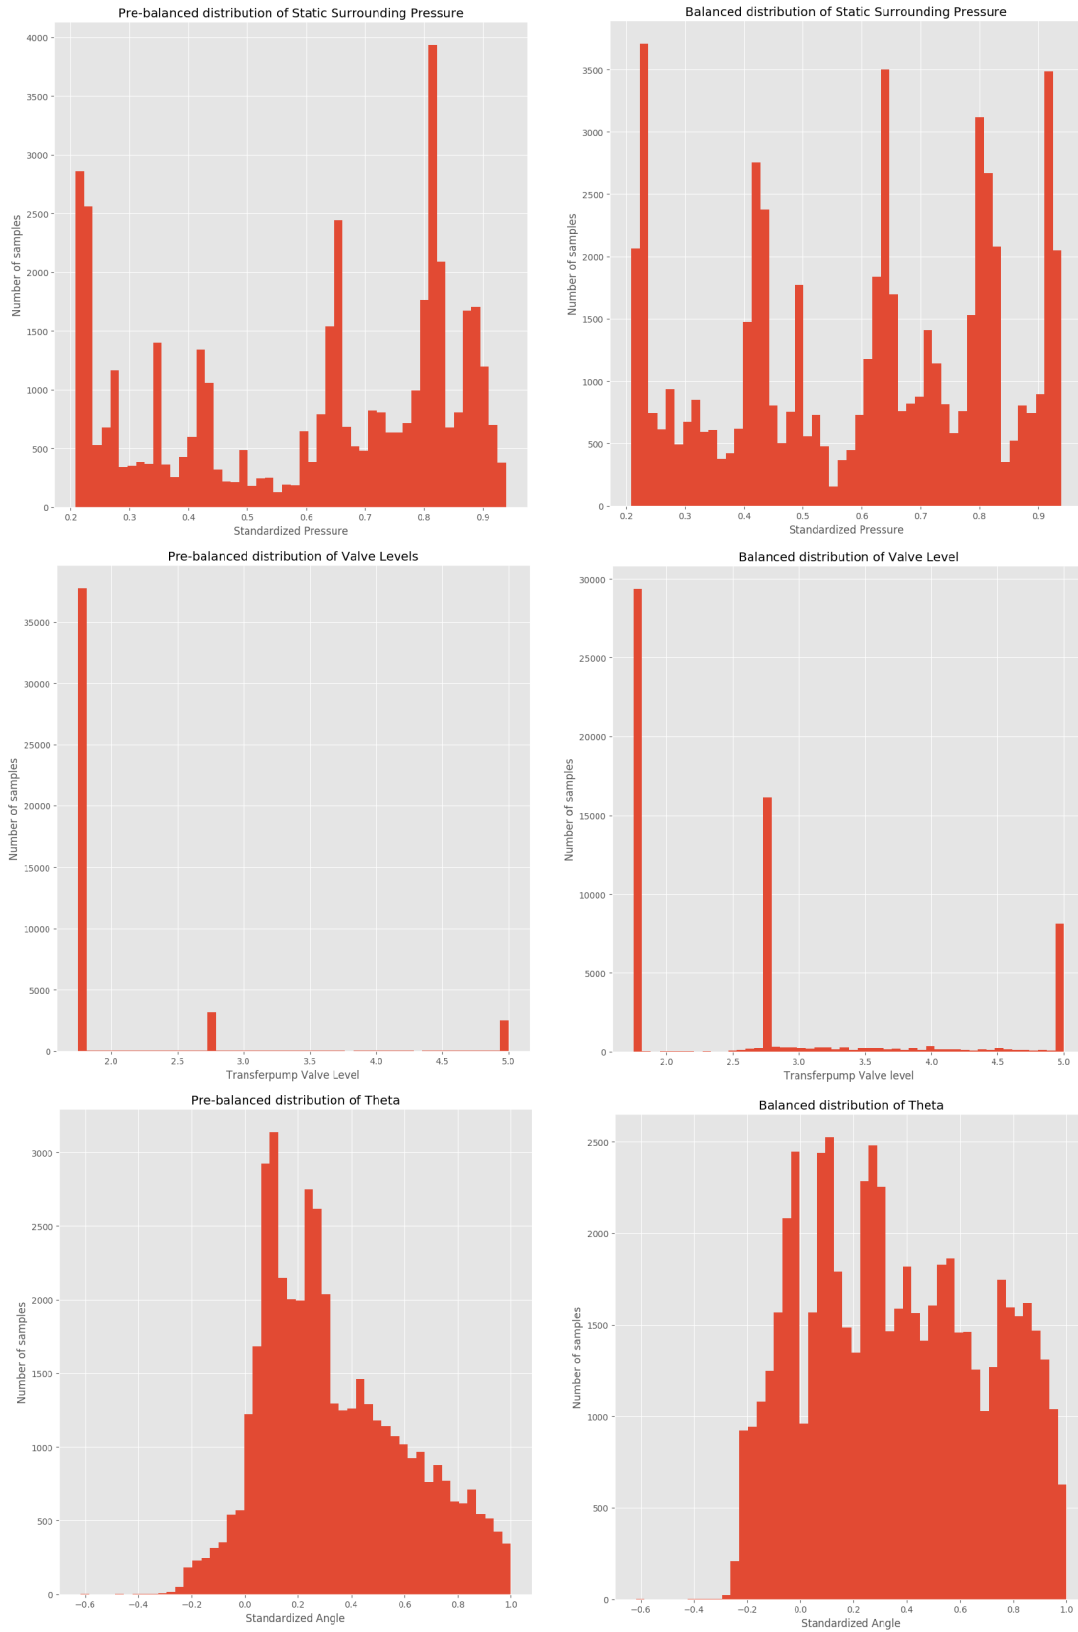 Pre-balanced distribution of Static Surrounding Pressure
4000
3500
3000
2500
2000
1500
1000
500
0
0.2 0.3 0.4 0.5 0.6 0.7 0.8 0.9
Number of samples
Standardized Pressure
Balanced distribution of Static Surrounding Pressure
3500
3000
2500
2000
1500
1000
500
0
0.2 0.3 0.4 0.5 0.6 0.7 0.8 0.9
Number of samples
Standardized Pressure
Pre-balanced distribution of Valve Levels
35000
30000
25000
20000
15000
10000
5000
0
2.0 2.5 3.0 3.5 4.0 4.5 5.0
Number of samples
Transferpump Valve Level
Balanced distribution of Valve Level
30000
25000
20000
15000
10000
5000
0
2.0 2.5 3.0 3.5 4.0 4.5 5.0
Number of samples
Transferpump Valve level
Pre-balanced distribution of Theta
3000
2500
2000
1500
1000
500
0
−0.6 −0.4 −0.2 0.0 0.2 0.4 0.6 0.8 1.0
Number of samples
Standardized Angle
Balanced distribution of Theta
2500
2000
1500
1000
500
0
−0.6 −0.4 −0.2 0.0 0.2 0.4 0.6 0.8 1.0
Number of samples
Standardized Angle